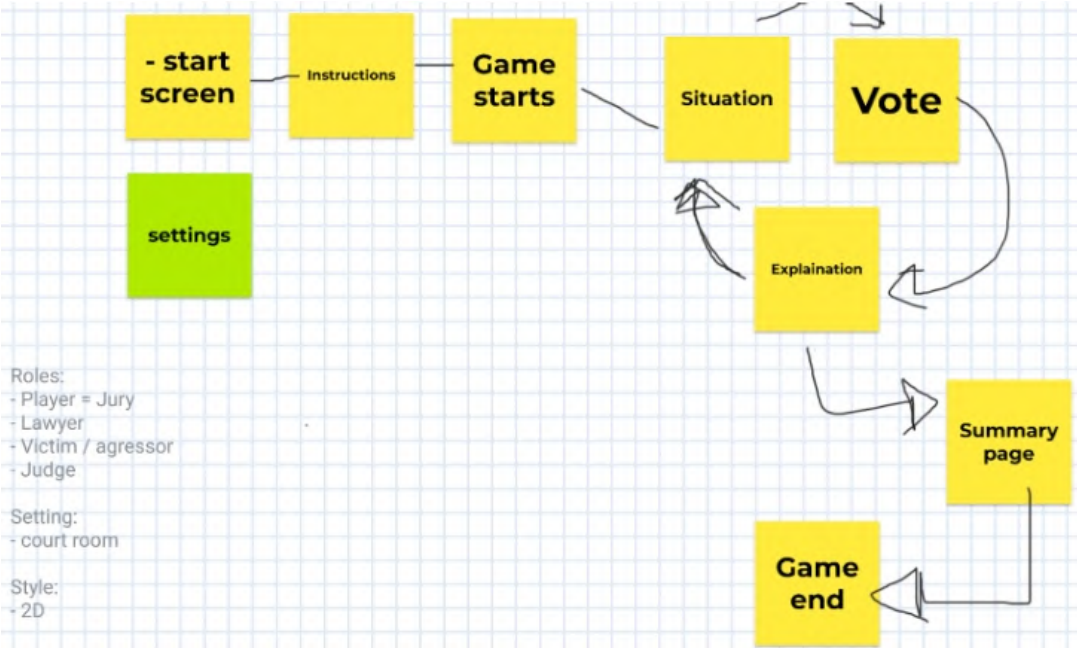 - start
screen
Instructions
Game
starts
Situation
Vote
settings
Explaination
Roles:
- Player = Jury
- Lawyer
- Victim / agressor
- Judge
Setting:
- court room
Style:
- 2D
Summary
page
Game
end